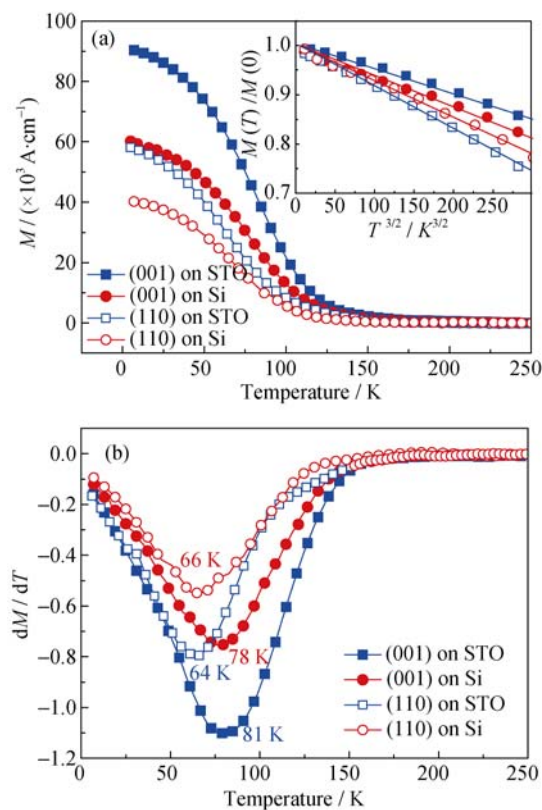 (a)
M / (×10³ A·cm⁻¹)
100
80
60
40
20
0
(001) on STO
(001) on Si
(110) on STO
(110) on Si
0 50 100 150 200 250
Temperature / K
M(T)/M(0)
1.0
0.9
0.8
0.7
0 50 100 150 200 250
T^3/2 / K^3/2
(b)
dM / dT
0.0
−0.2
−0.4
−0.6
−0.8
−1.0
−1.2
66 K
78 K
64 K
81 K
(001) on STO
(001) on Si
(110) on STO
(110) on Si
0 50 100 150 200 250
Temperature / K